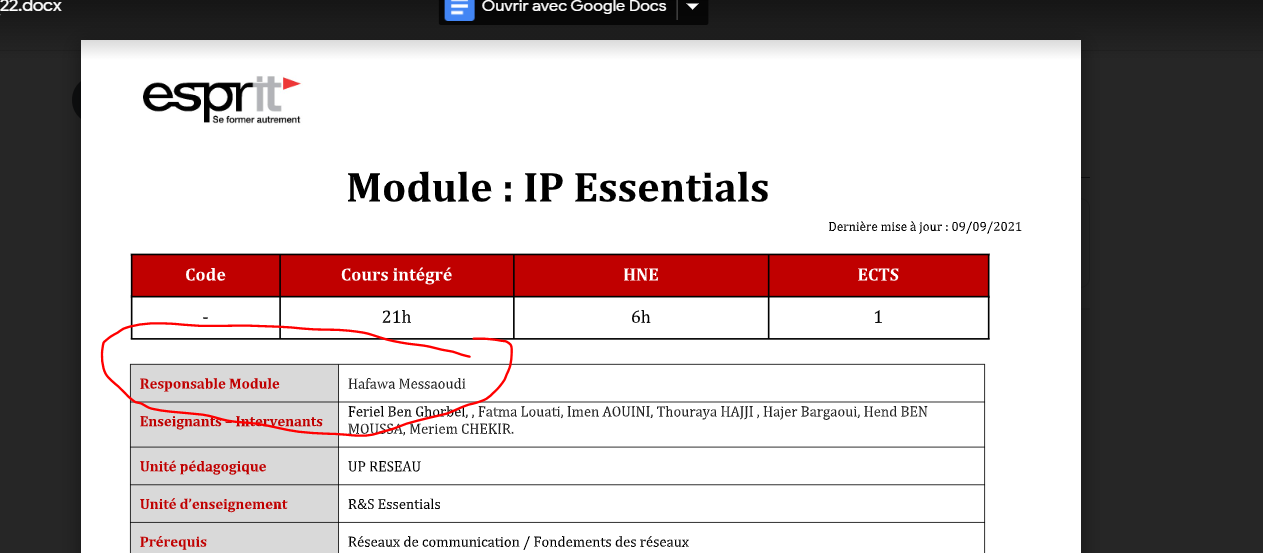 22.docx
Ouvrir avec Google Docs
esprit
Se former autrement
Module : IP Essentials
Dernière mise à jour : 09/09/2021
Code Cours intégré HNE ECTS
- 21h 6h 1
Responsable Module Hafawa Messaoudi
Enseignants – Intervenants Feriel Ben Ghorbel, , Fatma Louati, Imen AOUINI, Thouraya HAJJI , Hajer Bargaoui, Hend BEN
MOUSSA, Meriem CHEKIR.
Unité pédagogique UP RESEAU
Unité d'enseignement R&S Essentials
Prérequis Réseaux de communication / Fondements des réseaux